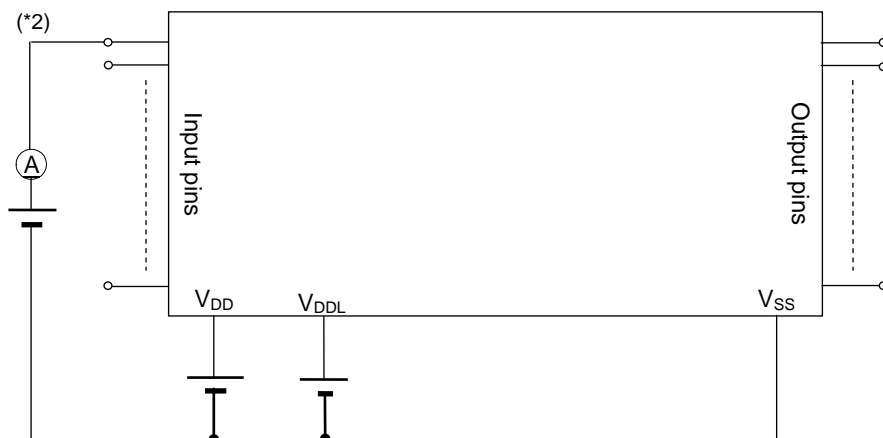 (*2)
A
Input pins
Output pins
VDD
VDDL
VSS